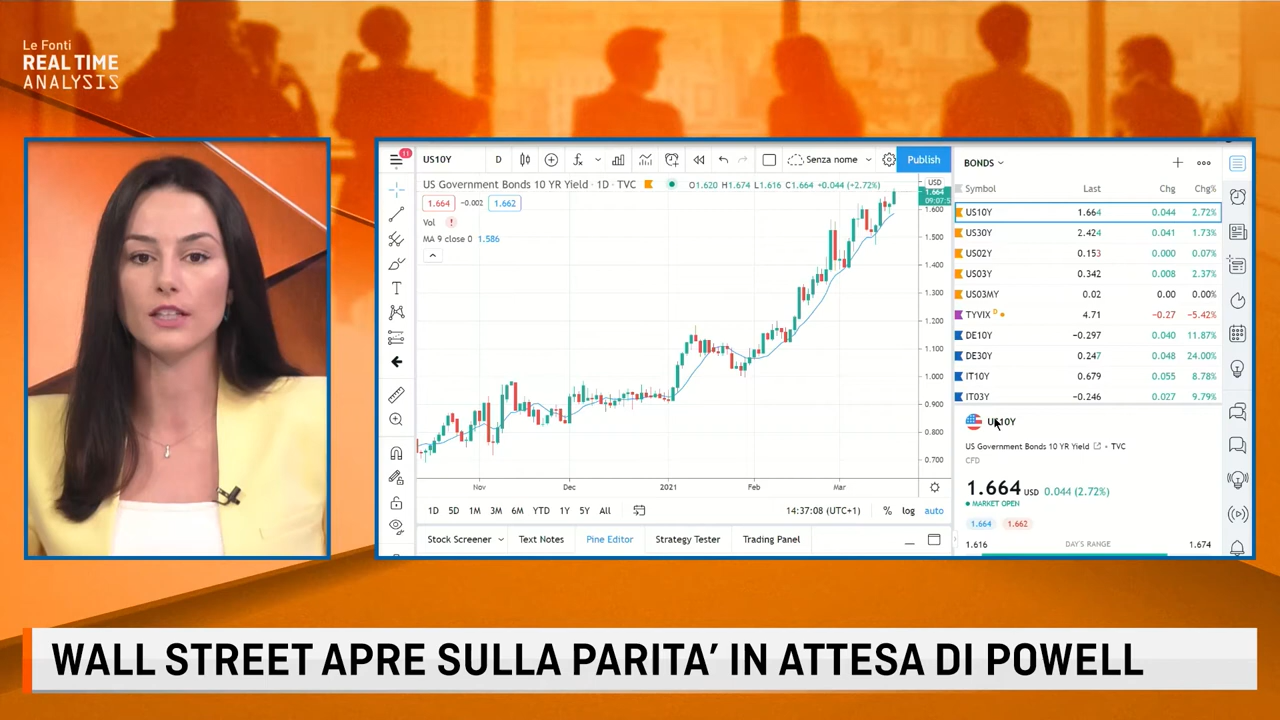 Le Fonti
REAL TIME
ANALYSIS
11
US10Y
D
Senza nome
Publish
US Government Bonds 10 YR Yield · 1D · TVC
O1.620 H1.674 L1.616 C1.664 +0.044 (+2.72%)
1.664 −0.002 1.662
Vol
MA 9 close 0 1.586
USD
1.664
09:07:5
1.600
1.500
1.400
1.300
1.200
1.100
1.000
0.900
0.800
0.700
Nov Dec 2021 Feb Mar
1D 5D 1M 3M 6M YTD 1Y 5Y All
14:37:08 (UTC+1) % log auto
Stock Screener Text Notes Pine Editor Strategy Tester Trading Panel
BONDS
Symbol Last Chg Chg%
US10Y 1.664 0.044 2.72%
US30Y 2.424 0.041 1.73%
US02Y 0.153 0.000 0.07%
US03Y 0.342 0.008 2.37%
US03MY 0.02 0.00 0.00%
TYVIX D 4.71 −0.27 −5.42%
DE10Y −0.297 0.040 11.87%
DE30Y 0.247 0.048 24.00%
IT10Y 0.679 0.055 8.78%
IT03Y −0.246 0.027 9.79%
US10Y
US Government Bonds 10 YR Yield • TVC
CFD
1.664 USD 0.044 (2.72%)
MARKET OPEN
1.664 1.662
1.616 DAY'S RANGE 1.674
WALL STREET APRE SULLA PARITA' IN ATTESA DI POWELL